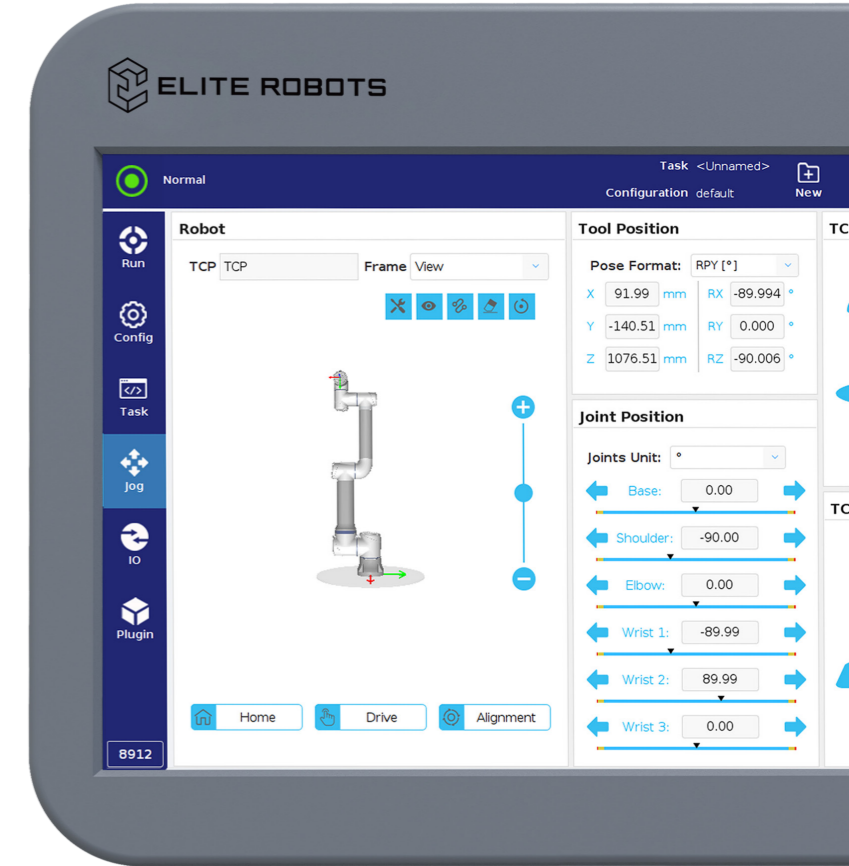 ELITE ROBOTS
Normal
Task <Unnamed>
Configuration default
New
Run
Config
Task
Jog
IO
Plugin
8912
Robot
TCP TCP
Frame View
Home
Drive
Alignment
Tool Position
Pose Format: RPY [°]
X 91.99 mm RX -89.994 °
Y -140.51 mm RY 0.000 °
Z 1076.51 mm RZ -90.006 °
Joint Position
Joints Unit: °
Base: 0.00
Shoulder: -90.00
Elbow: 0.00
Wrist 1: -89.99
Wrist 2: 89.99
Wrist 3: 0.00
TC
TC